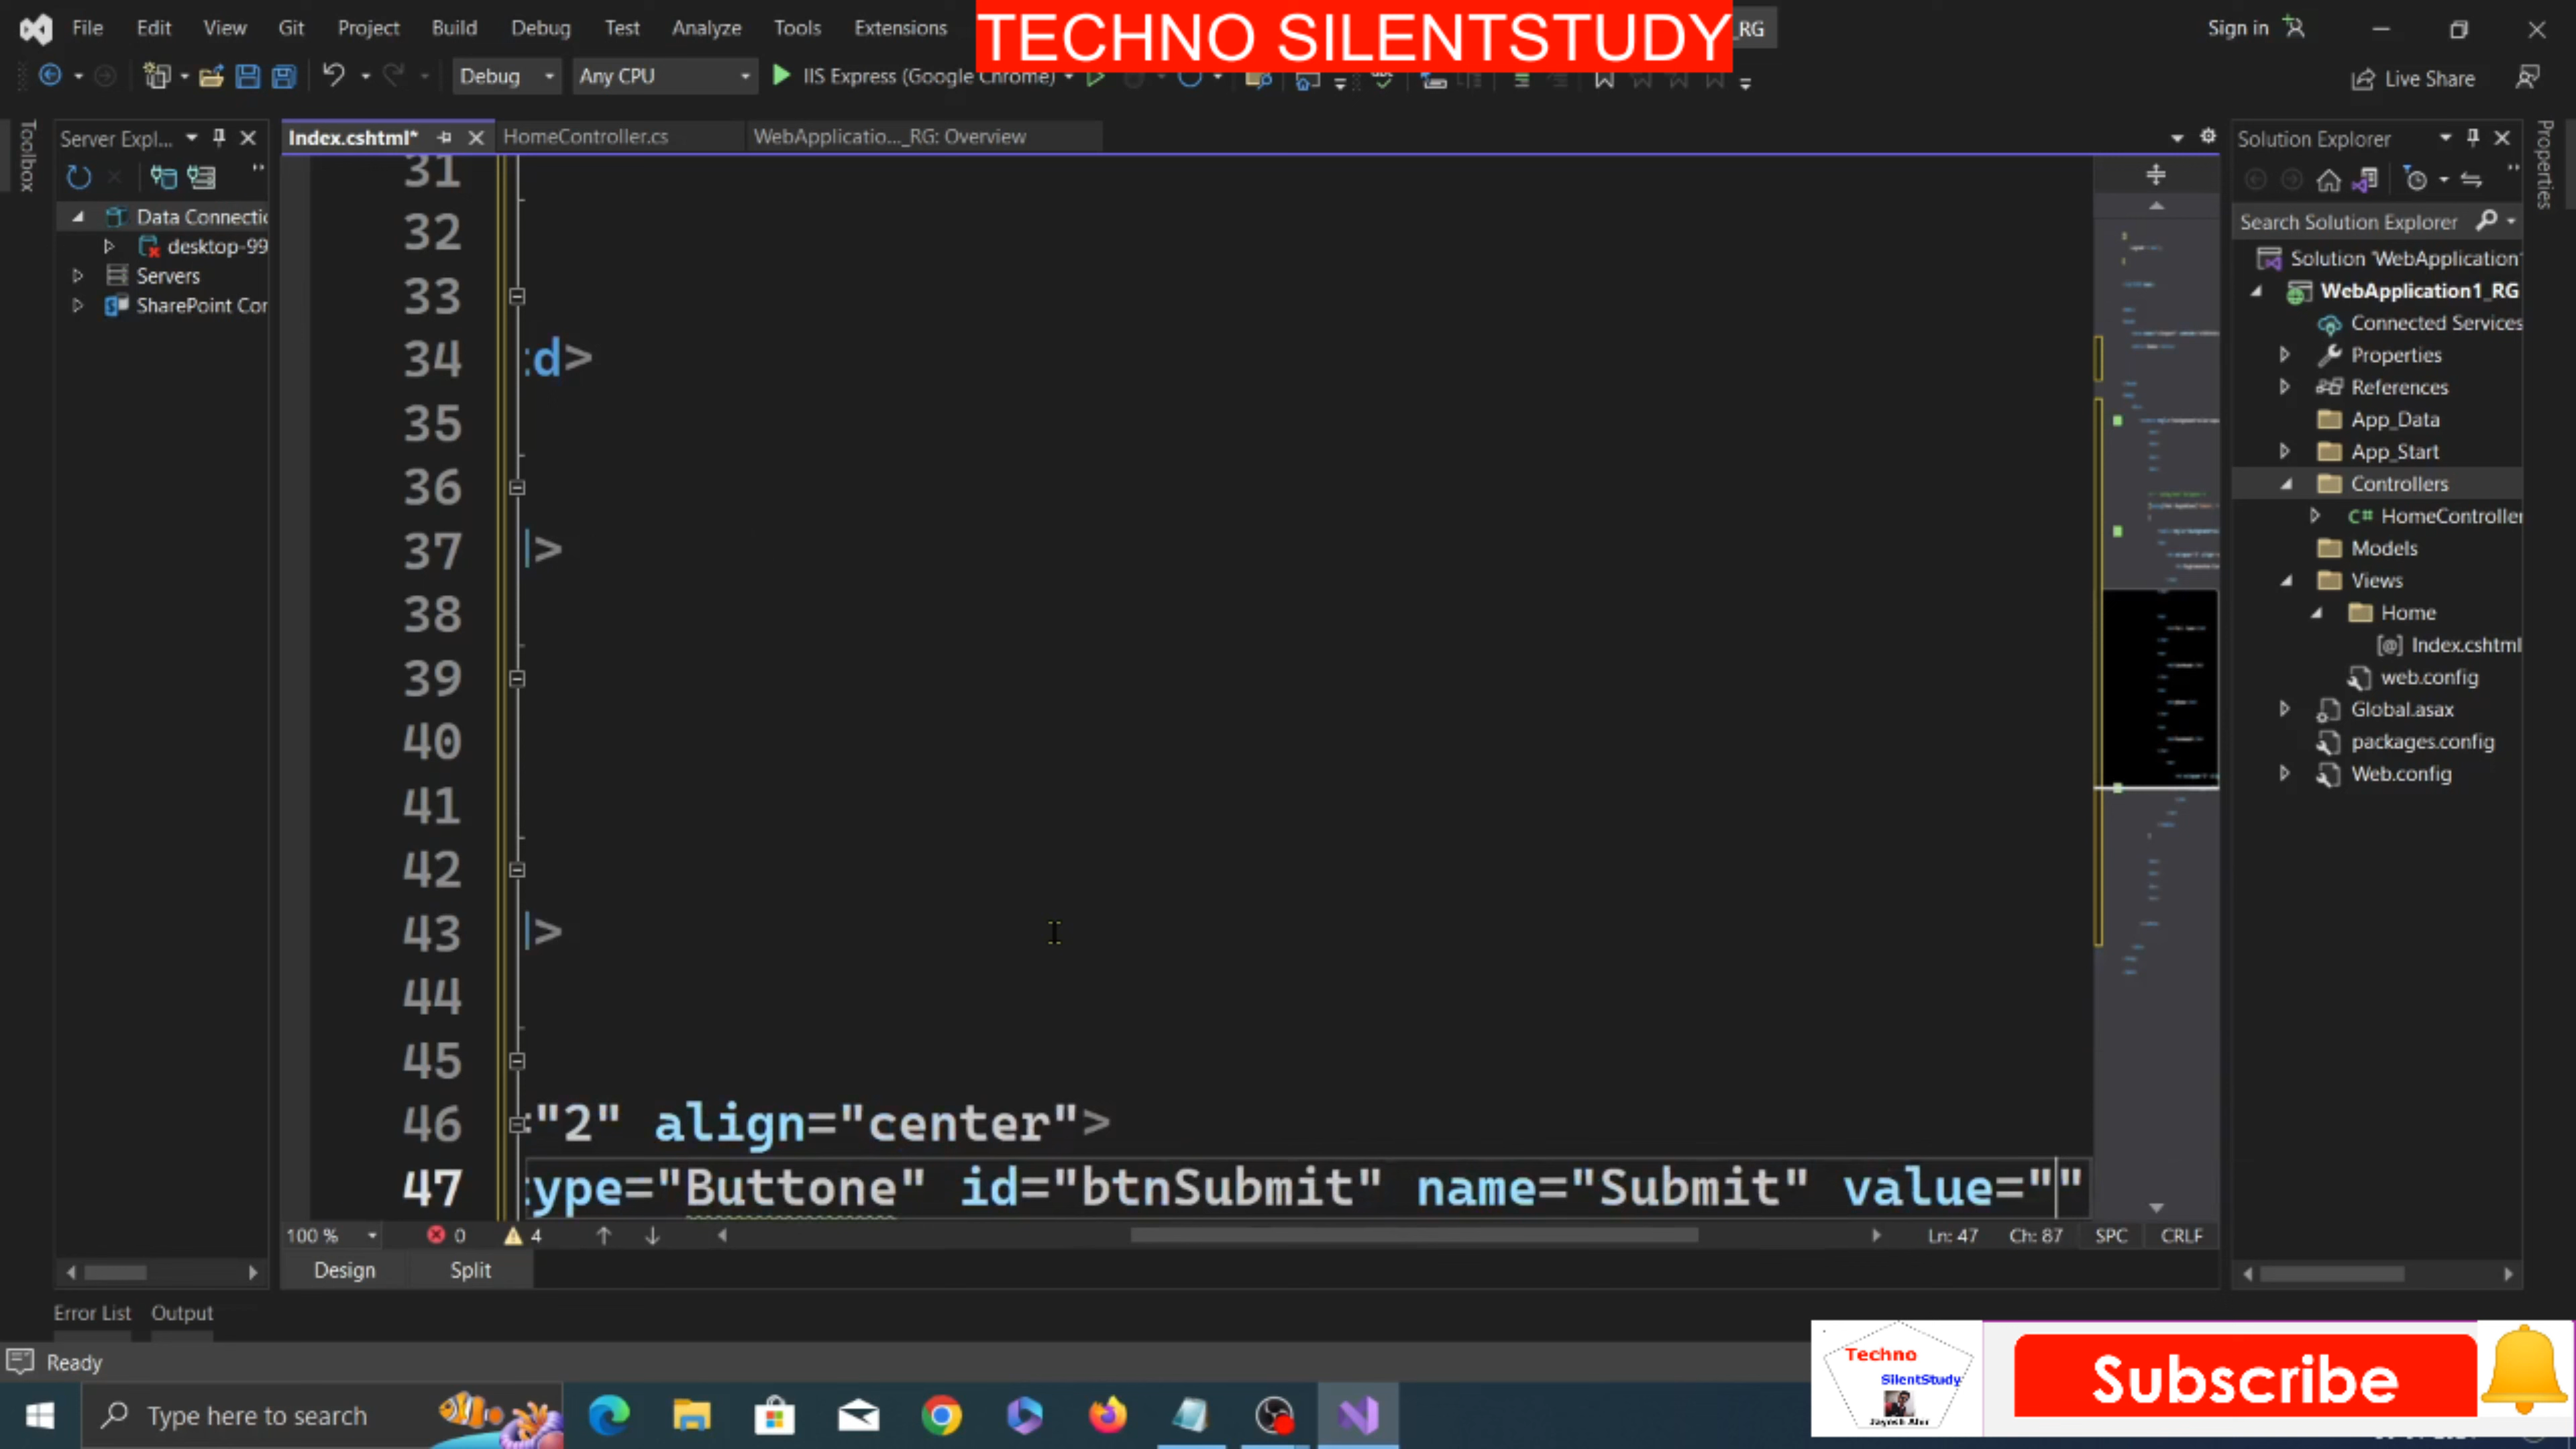 File Edit View Git Project Build Debug Test Analyze Tools Extensions
TECHNO SILENTSTUDY
_RG
Sign in
Debug Any CPU IIS Express (Google Chrome)
Live Share
Toolbox
Server Expl...
Data Connectic
desktop-99
Servers
SharePoint Cor
Index.cshtml* HomeController.cs WebApplicatio..._RG: Overview
31
32
33
34 d>
35
36
37 >
38
39
40
41
42
43 >
44
45
46 "2" align="center">
47 ype="Buttone" id="btnSubmit" name="Submit" value=""
100 % 0 4
Ln: 47 Ch: 87 SPC CRLF
Design Split
Solution Explorer
Search Solution Explorer
Solution 'WebApplication'
WebApplication1_RG
Connected Services
Properties
References
App_Data
App_Start
Controllers
C# HomeController
Models
Views
Home
[@] Index.cshtml
web.config
Global.asax
packages.config
Web.config
Properties
Error List Output
Ready
Type here to search
Techno
SilentStudy
Subscribe